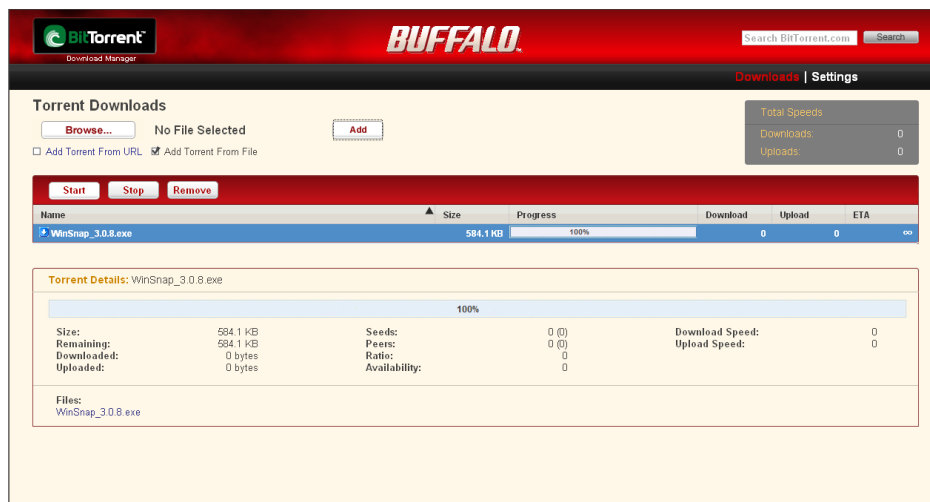 BitTorrent™
Download Manager
BUFFALO™
Search BitTorrent.com Search
Downloads | Settings
Torrent Downloads
Browse... No File Selected Add
Add Torrent From URL Add Torrent From File
Total Speeds
Downloads: 0
Uploads: 0
Start Stop Remove
Name Size Progress Download Upload ETA
WinSnap_3.0.8.exe 584.1 KB 100% 0 0 ∞
Torrent Details: WinSnap_3.0.8.exe
100%
Size: 584.1 KB Seeds: 0 (0) Download Speed: 0
Remaining: 584.1 KB Peers: 0 (0) Upload Speed: 0
Downloaded: 0 bytes Ratio: 0
Uploaded: 0 bytes Availability: 0
Files:
WinSnap_3.0.8.exe